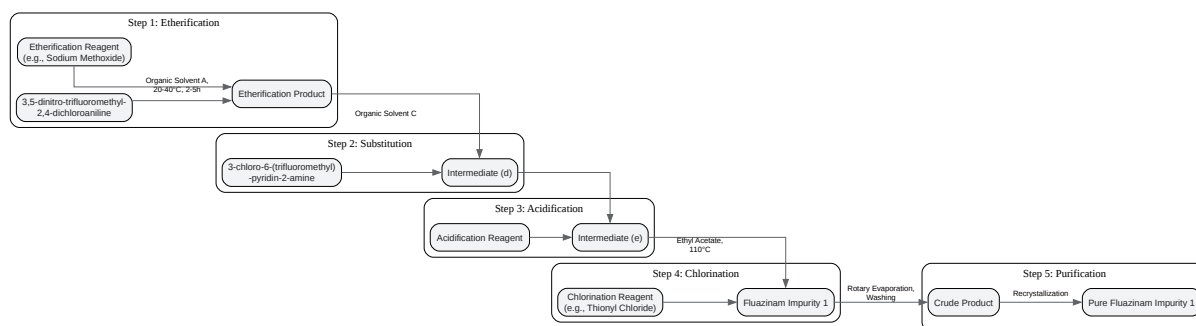 Step 1: Etherification
Etherification Reagent
(e.g., Sodium Methoxide)
Organic Solvent A,
20-40°C, 2-5h
3,5-dinitro-trifluoromethyl-
2,4-dichloroaniline
Etherification Product
Organic Solvent C
Step 2: Substitution
3-chloro-6-(trifluoromethyl)
-pyridin-2-amine
Intermediate (d)
Step 3: Acidification
Acidification Reagent
Intermediate (e)
Ethyl Acetate,
110°C
Step 4: Chlorination
Chlorination Reagent
(e.g., Thionyl Chloride)
Fluazinam Impurity 1
Rotary Evaporation,
Washing
Step 5: Purification
Crude Product
Recrystallization
Pure Fluazinam Impurity 1